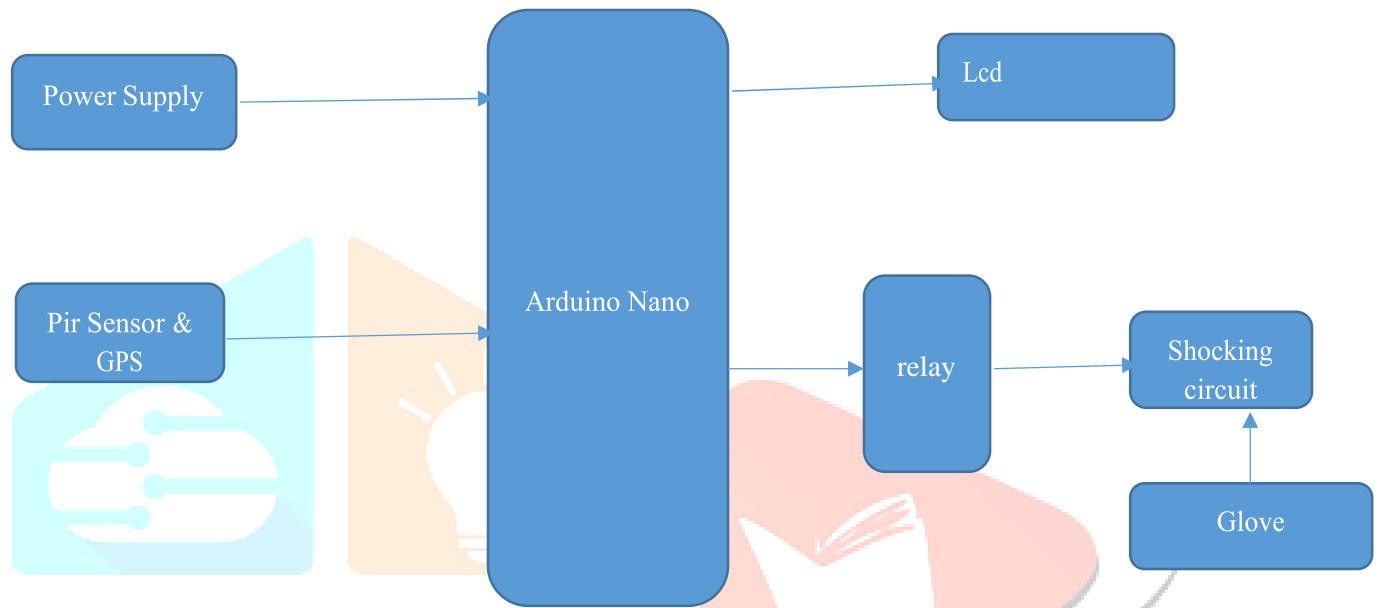 Power Supply
Lcd
Arduino Nano
Pir Sensor &
GPS
relay
Shocking
circuit
Glove